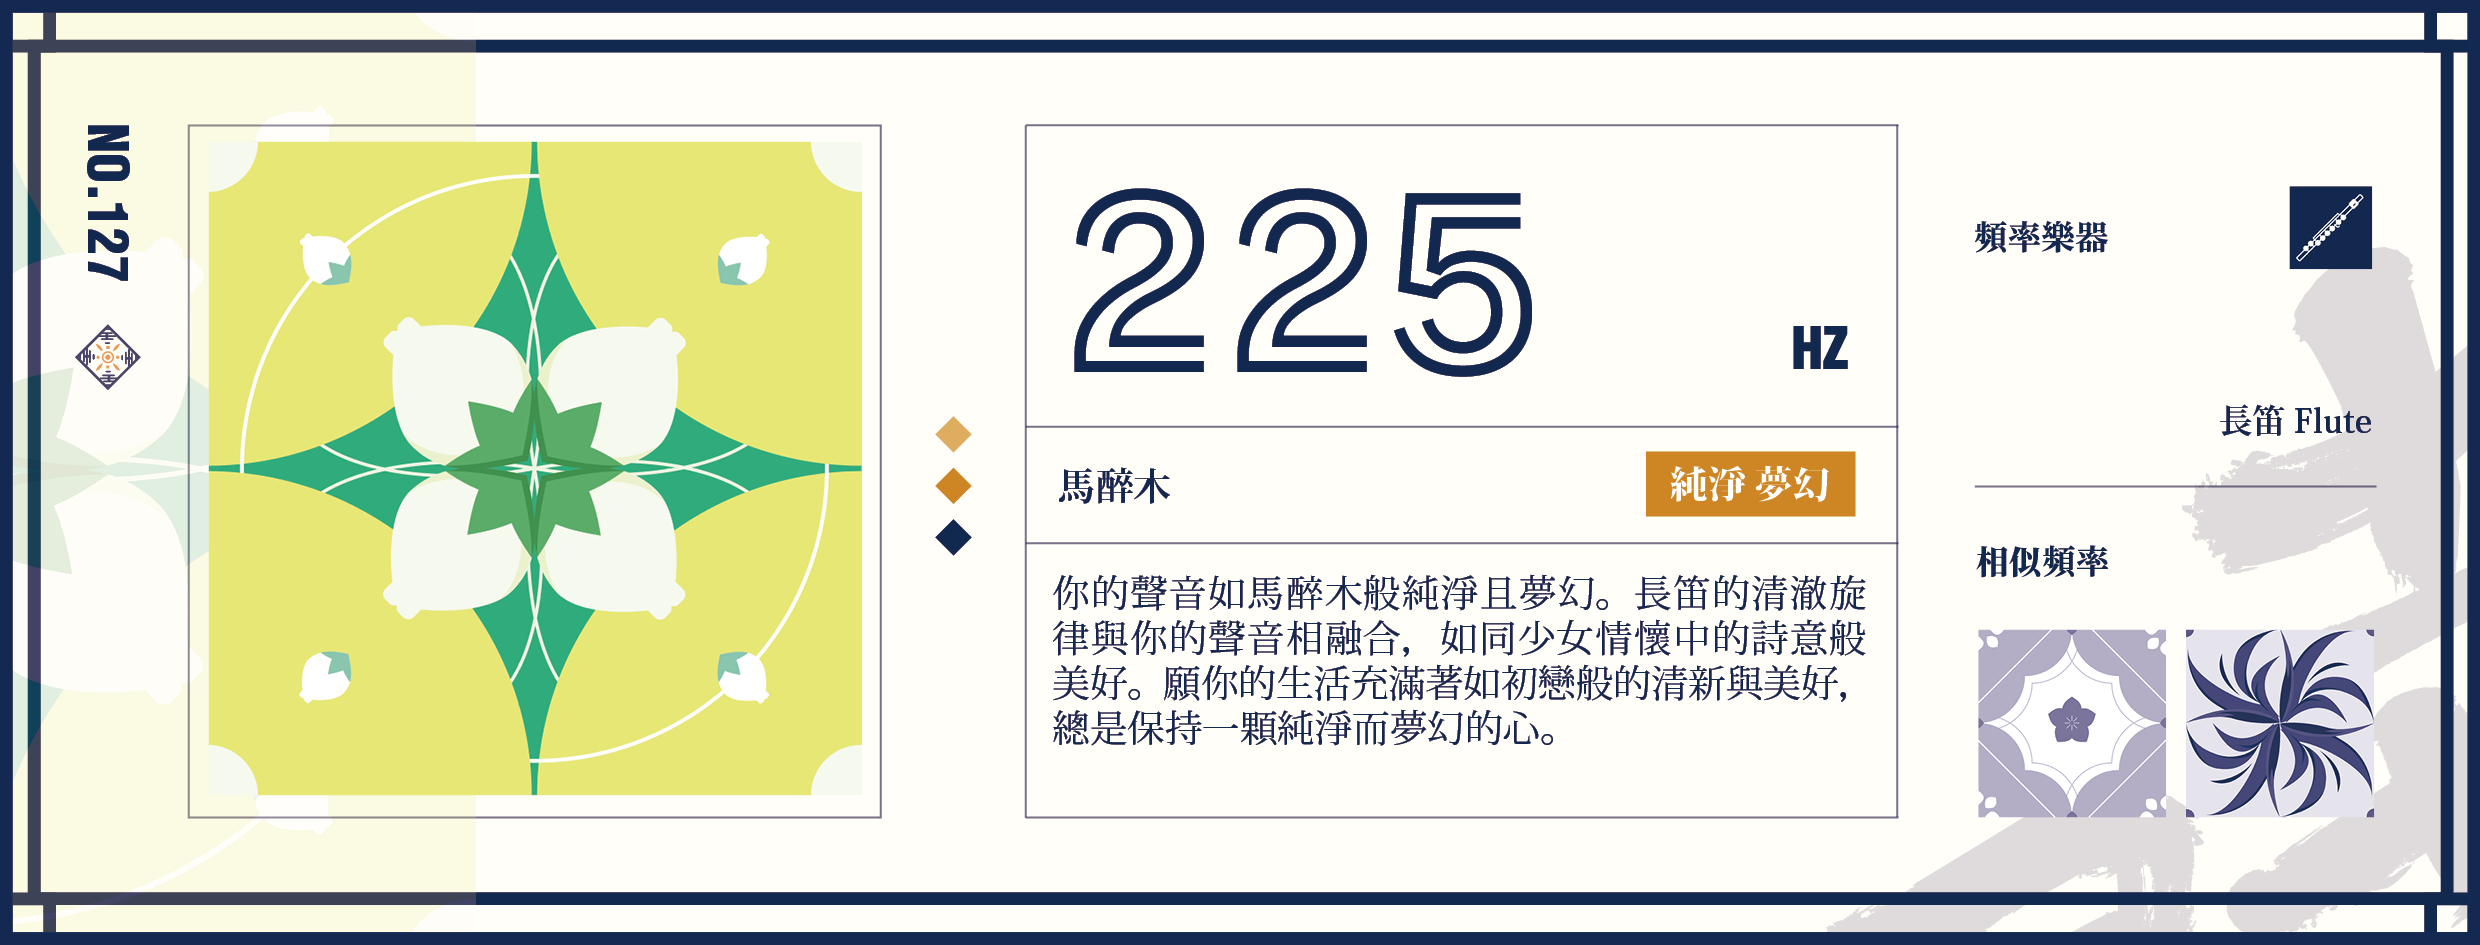 NO.127
225
HZ
馬醉木
純淨 夢幻
你的聲音如馬醉木般純淨且夢幻。長笛的清澈旋
律與你的聲音相融合，如同少女情懷中的詩意般
美好。願你的生活充滿著如初戀般的清新與美好，
總是保持一顆純淨而夢幻的心。
頻率樂器
長笛 Flute
相似頻率